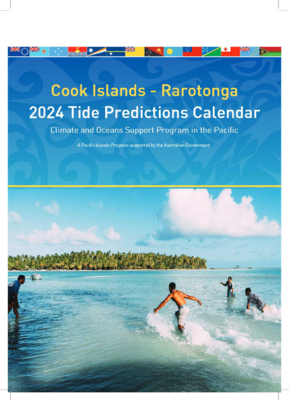 Cook Islands - Rarotonga
2024 Tide Predictions Calendar
Climate and Oceans Support Program in the Pacific
A Pacific Islands Program supported by the Australian Government